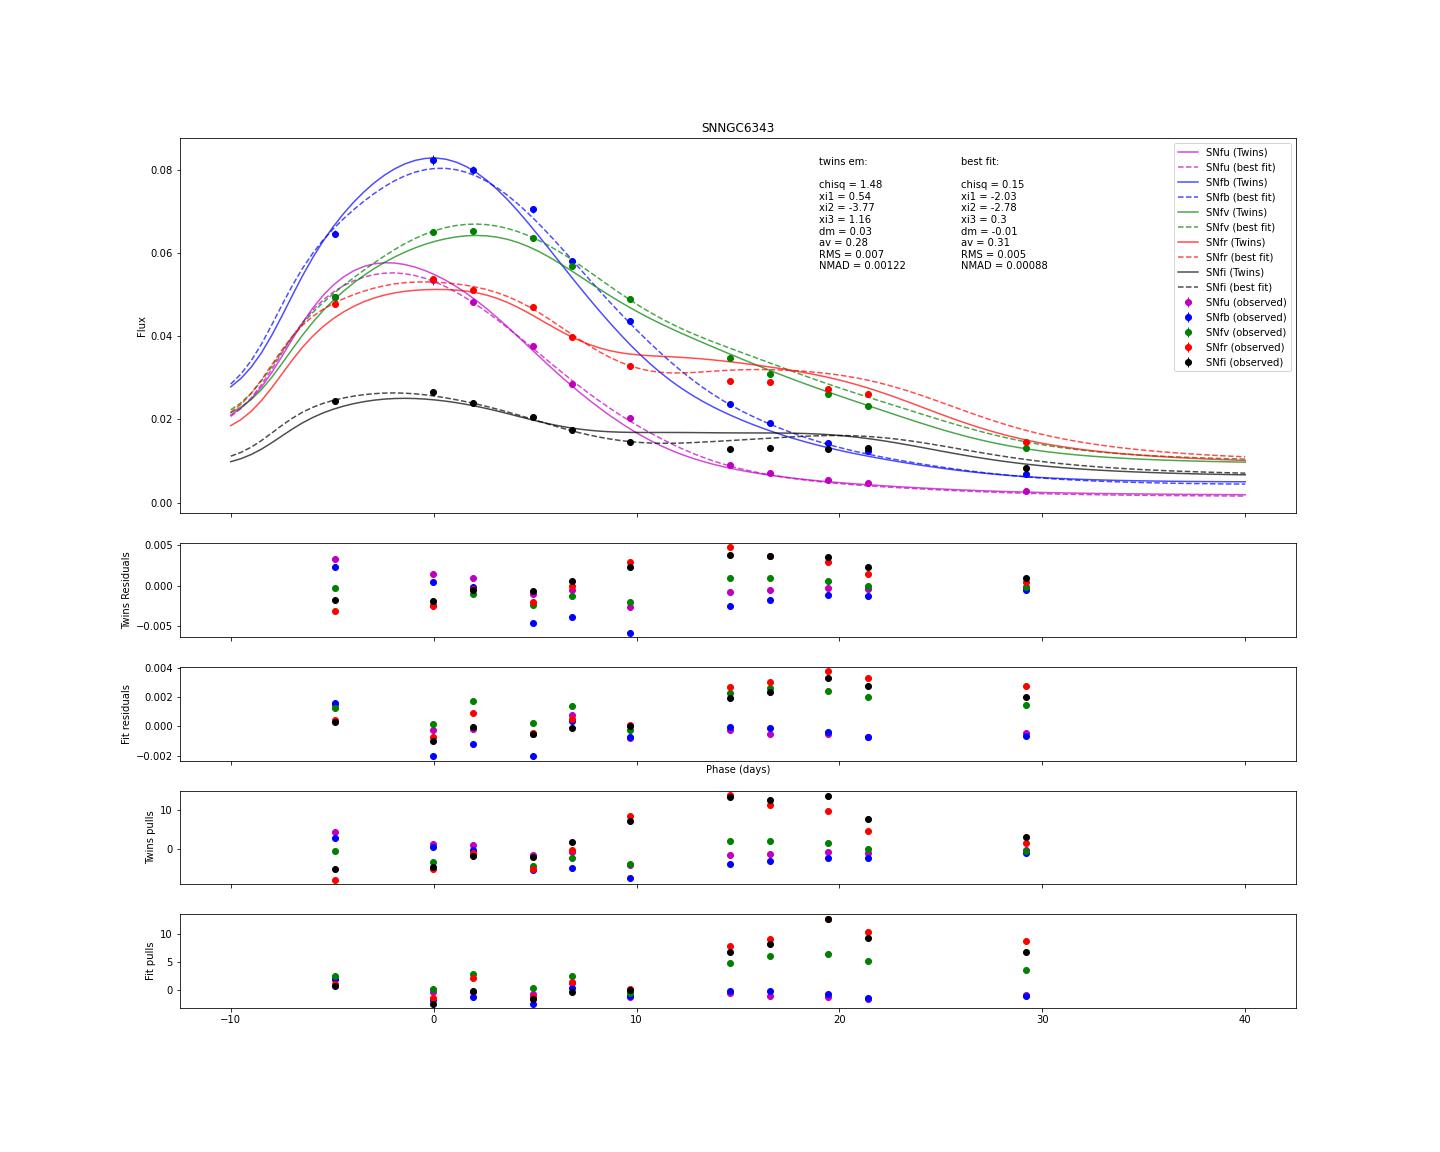 SNNGC6343
Flux
0.08
0.06
0.04
0.02
0.00
twins em:
chisq = 1.48
xi1 = 0.54
xi2 = -3.77
xi3 = 1.16
dm = 0.03
av = 0.28
RMS = 0.007
NMAD = 0.00122
best fit:
chisq = 0.15
xi1 = -2.03
xi2 = -2.78
xi3 = 0.3
dm = -0.01
av = 0.31
RMS = 0.005
NMAD = 0.00088
SNfu (Twins)
SNfu (best fit)
SNfb (Twins)
SNfb (best fit)
SNfv (Twins)
SNfv (best fit)
SNfr (Twins)
SNfr (best fit)
SNfi (Twins)
SNfi (best fit)
SNfu (observed)
SNfb (observed)
SNfv (observed)
SNfr (observed)
SNfi (observed)
Twins Residuals
0.005
0.000
−0.005
Fit residuals
0.004
0.002
0.000
−0.002
Phase (days)
Twins pulls
10
0
Fit pulls
10
5
0
−10 0 10 20 30 40